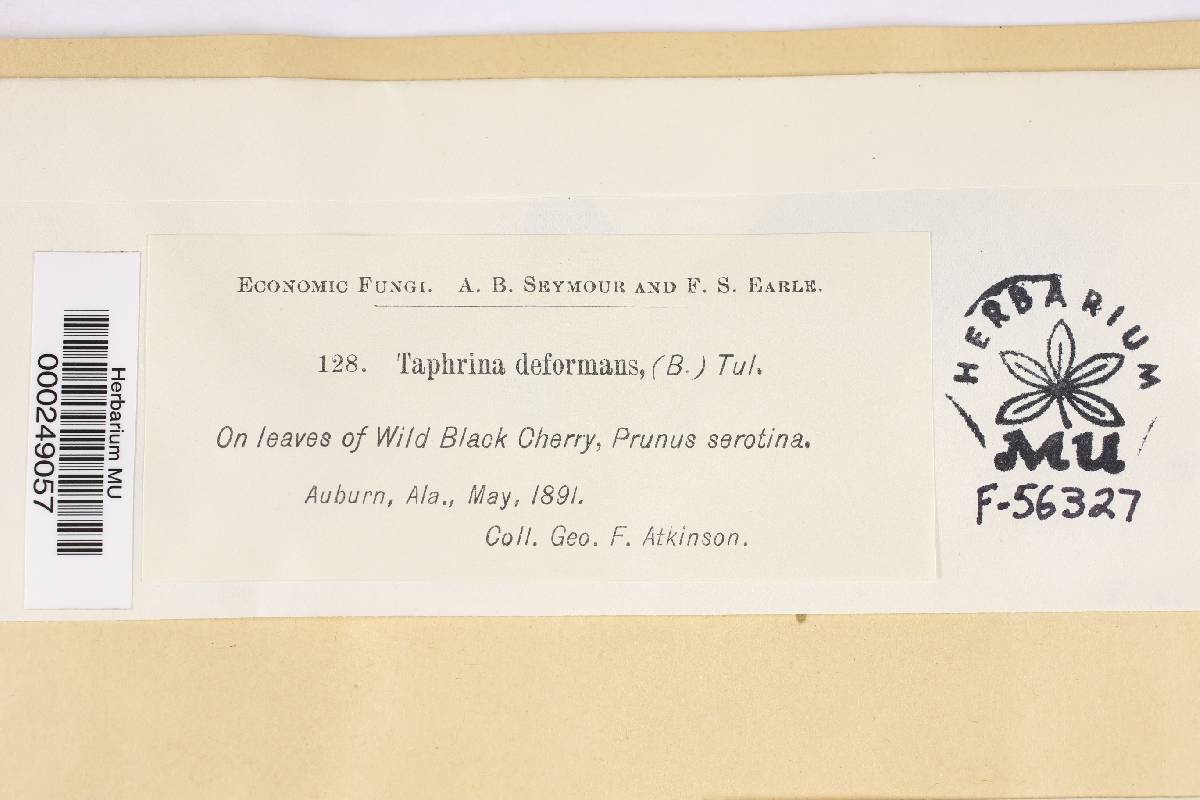 Herbarium MU
000249057
ECONOMIC FUNGI. A. B. SEYMOUR AND F. S. EARLE.
128. Taphrina deformans, (B.) Tul.
On leaves of Wild Black Cherry, Prunus serotina.
Auburn, Ala., May, 1891.
Coll. Geo. F. Atkinson.
HERBARIUM
MU
F-56327